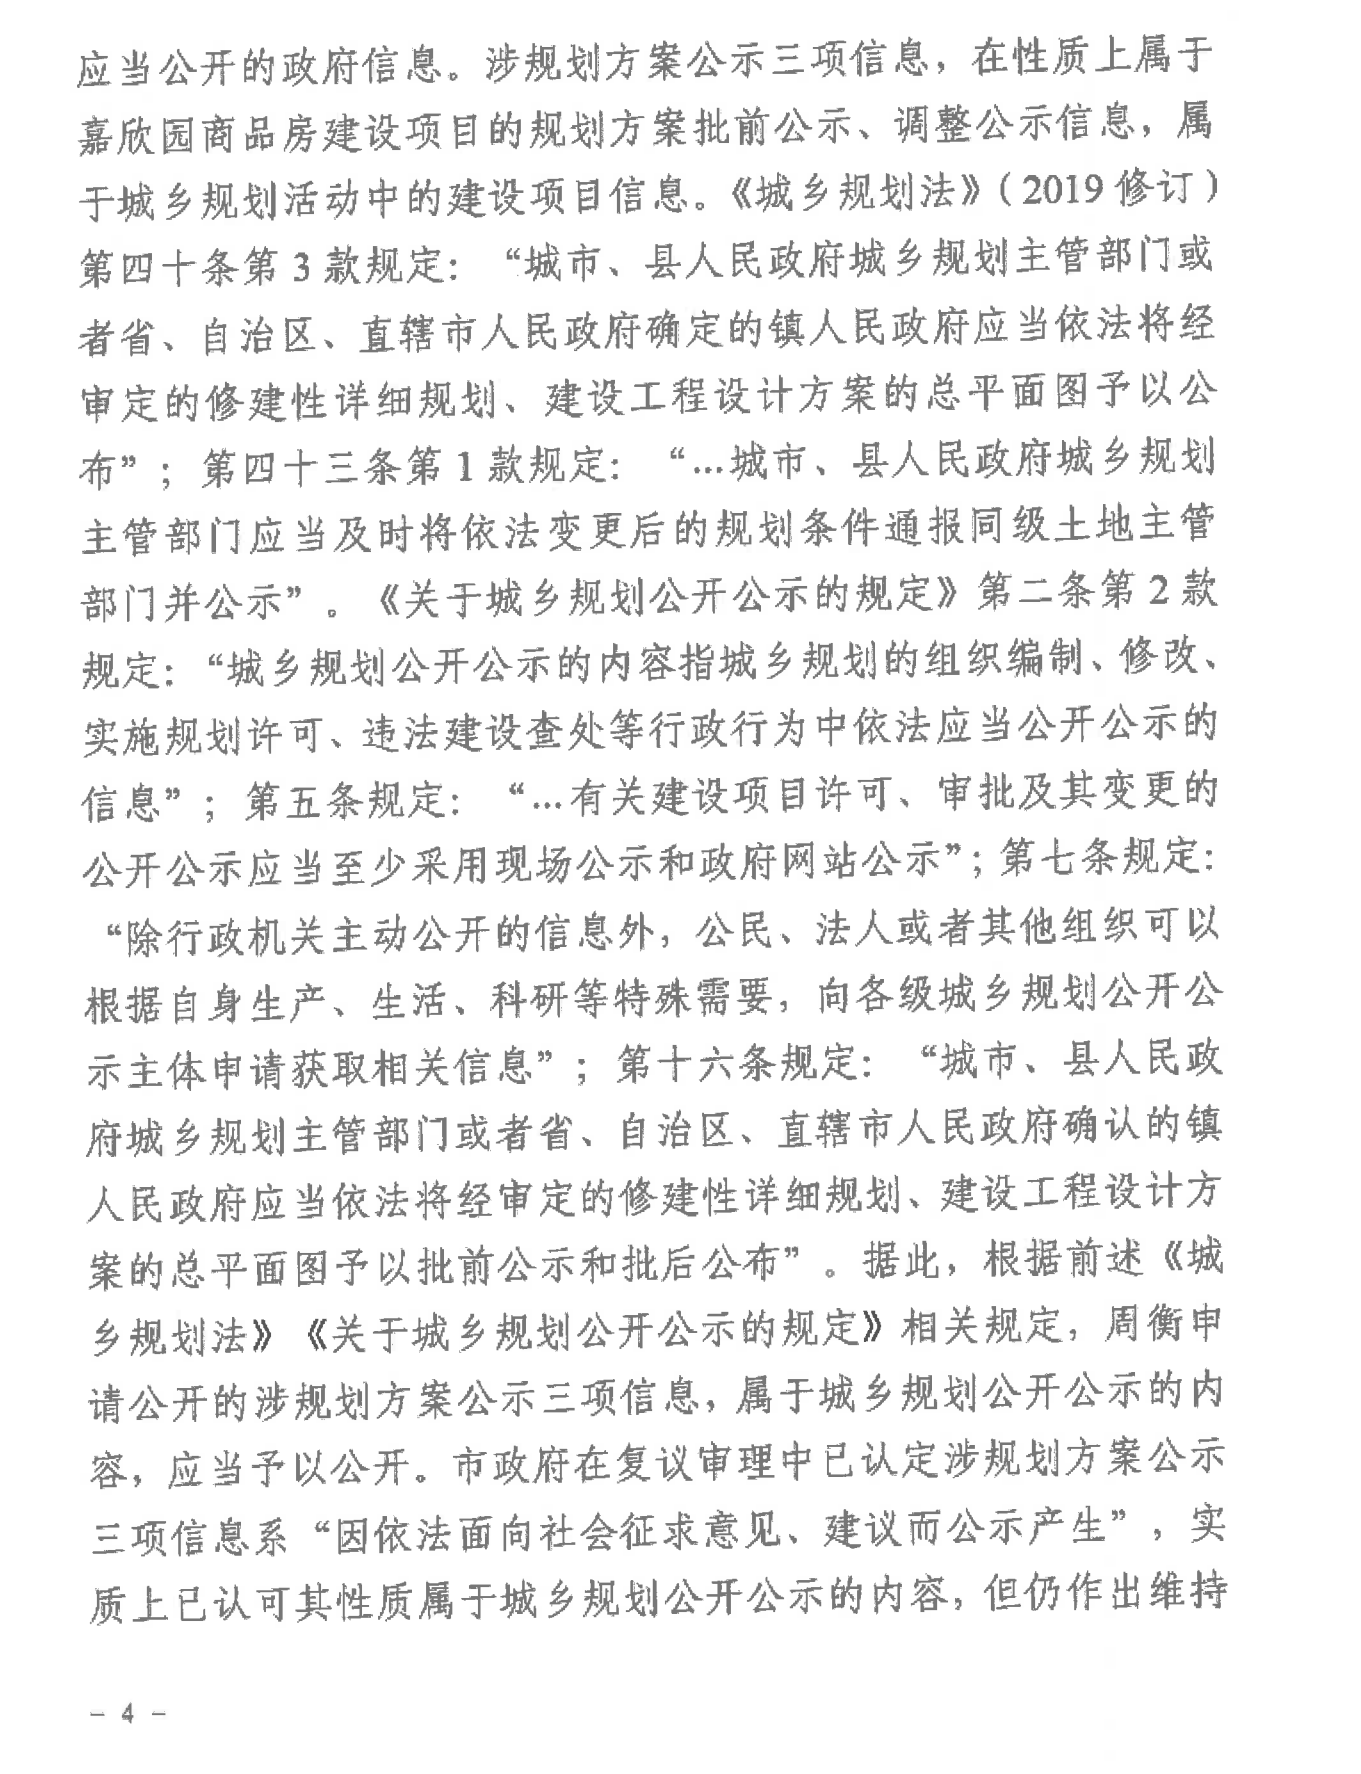 应当公开的政府信息。涉规划方案公示三项信息，在性质上属于
嘉欣园商品房建设项目的规划方案批前公示、调整公示信息，属
于城乡规划活动中的建设项目信息。《城乡规划法》（2019修订）
第四十条第3款规定：“城市、县人民政府城乡规划主管部门或
者省、自治区、直辖市人民政府确定的镇人民政府应当依法将经
审定的修建性详细规划、建设工程设计方案的总平面图予以公
布”；第四十三条第1款规定：“…城市、县人民政府城乡规划
主管部门应当及时将依法变更后的规划条件通报同级土地主管
部门并公示”。《关于城乡规划公开公示的规定》第二条第2款
规定：“城乡规划公开公示的内容指城乡规划的组织编制、修改、
实施规划许可、违法建设查处等行政行为中依法应当公开公示的
信息”；第五条规定：“…有关建设项目许可、审批及其变更的
公开公示应当至少采用现场公示和政府网站公示”；第七条规定：
“除行政机关主动公开的信息外，公民、法人或者其他组织可以
根据自身生产、生活、科研等特殊需要，向各级城乡规划公开公
示主体申请获取相关信息”；第十六条规定：“城市、县人民政
府城乡规划主管部门或者省、自治区、直辖市人民政府确认的镇
人民政府应当依法将经审定的修建性详细规划、建设工程设计方
案的总平面图予以批前公示和批后公布”。据此，根据前述《城
乡规划法》《关于城乡规划公开公示的规定》相关规定，周衡申
请公开的涉规划方案公示三项信息，属于城乡规划公开公示的内
容，应当予以公开。市政府在复议审理中已认定涉规划方案公示
三项信息系“因依法面向社会征求意见、建议而公示产生”，实
质上已认可其性质属于城乡规划公开公示的内容，但仍作出维持
- 4 -